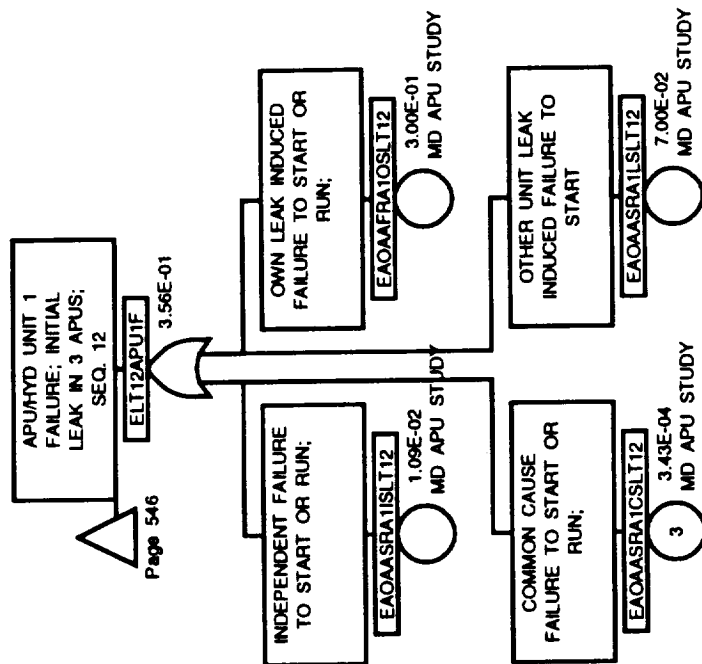 APU/HYD UNIT 1
FAILURE; INITIAL
LEAK IN 3 APUS;
SEQ. 12
Page 546
ELT12APU1F
3.56E-01
INDEPENDENT FAILURE
TO START OR RUN;
EAOAASRA1ISLT12
1.09E-02
MD APU STUDY
OWN LEAK INDUCED
FAILURE TO START OR
RUN;
EAOAAFRA1OSLT12
3.00E-01
MD APU STUDY
COMMON CAUSE
FAILURE TO START OR
RUN;
EAOAASRA1CSLT12
3
3.43E-04
MD APU STUDY
OTHER UNIT LEAK
INDUCED FAILURE TO
START
EAOAASRA1LSLT12
7.00E-02
MD APU STUDY